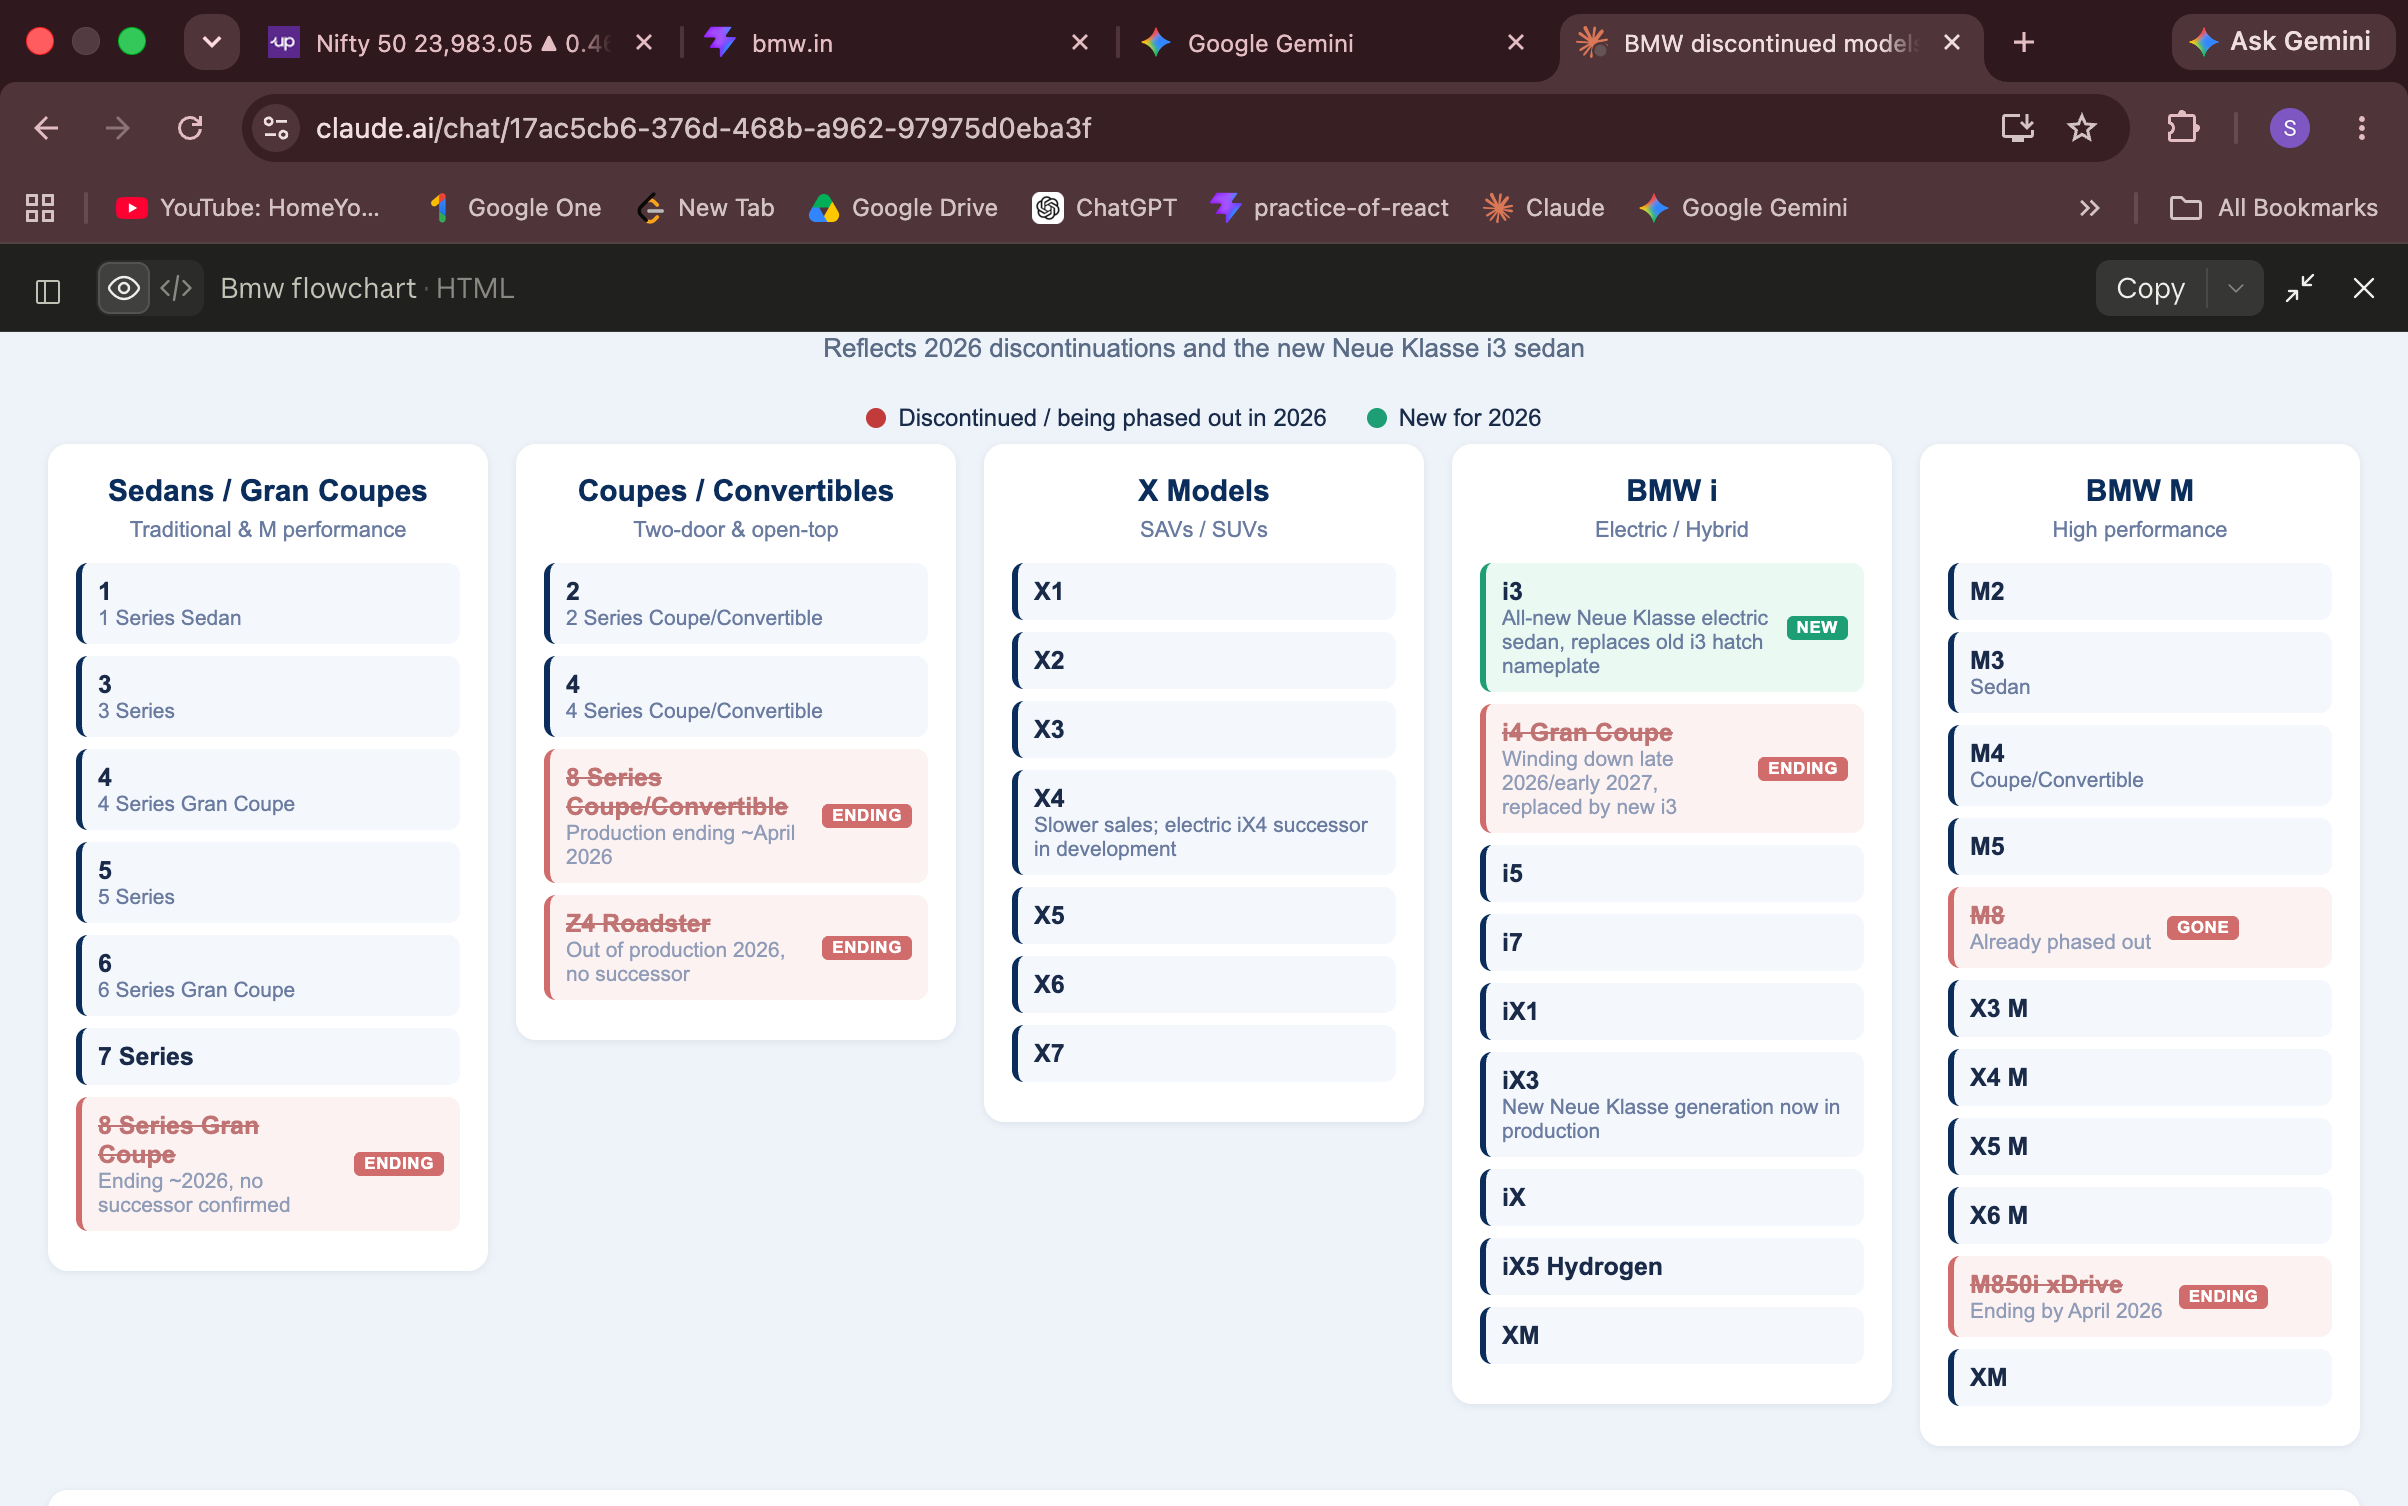 up Nifty 50 23,983.05 ▲ 0.46
bmw.in
Google Gemini
BMW discontinued models
Ask Gemini
claude.ai/chat/17ac5cb6-376d-468b-a962-97975d0eba3f
S
YouTube: HomeYo...
Google One
New Tab
Google Drive
ChatGPT
practice-of-react
Claude
Google Gemini
All Bookmarks
Bmw flowchart · HTML
Copy
Reflects 2026 discontinuations and the new Neue Klasse i3 sedan
Discontinued / being phased out in 2026
New for 2026
Sedans / Gran Coupes
Traditional & M performance
1
1 Series Sedan
3
3 Series
4
4 Series Gran Coupe
5
5 Series
6
6 Series Gran Coupe
7 Series
8 Series Gran
Coupe
Ending ~2026, no
successor confirmed
ENDING
Coupes / Convertibles
Two-door & open-top
2
2 Series Coupe/Convertible
4
4 Series Coupe/Convertible
8 Series
Coupe/Convertible
Production ending ~April
2026
ENDING
Z4 Roadster
Out of production 2026,
no successor
ENDING
X Models
SAVs / SUVs
X1
X2
X3
X4
Slower sales; electric iX4 successor
in development
X5
X6
X7
BMW i
Electric / Hybrid
i3
All-new Neue Klasse electric
sedan, replaces old i3 hatch
nameplate
NEW
i4 Gran Coupe
Winding down late
2026/early 2027,
replaced by new i3
ENDING
i5
i7
iX1
iX3
New Neue Klasse generation now in
production
iX
iX5 Hydrogen
XM
BMW M
High performance
M2
M3
Sedan
M4
Coupe/Convertible
M5
M8
Already phased out
GONE
X3 M
X4 M
X5 M
X6 M
M850i xDrive
Ending by April 2026
ENDING
XM